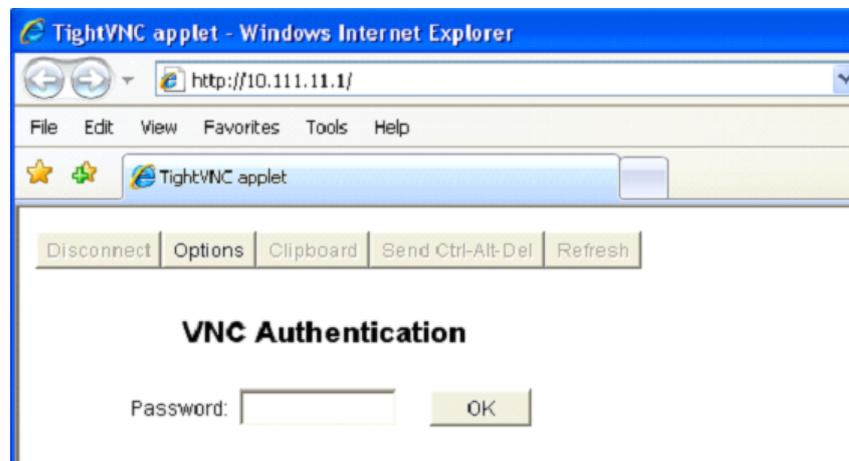 TightVNC applet - Windows Internet Explorer
http://10.111.11.1/
File Edit View Favorites Tools Help
TightVNC applet
Disconnect Options Clipboard Send Ctrl-Alt-Del Refresh
VNC Authentication
Password: OK